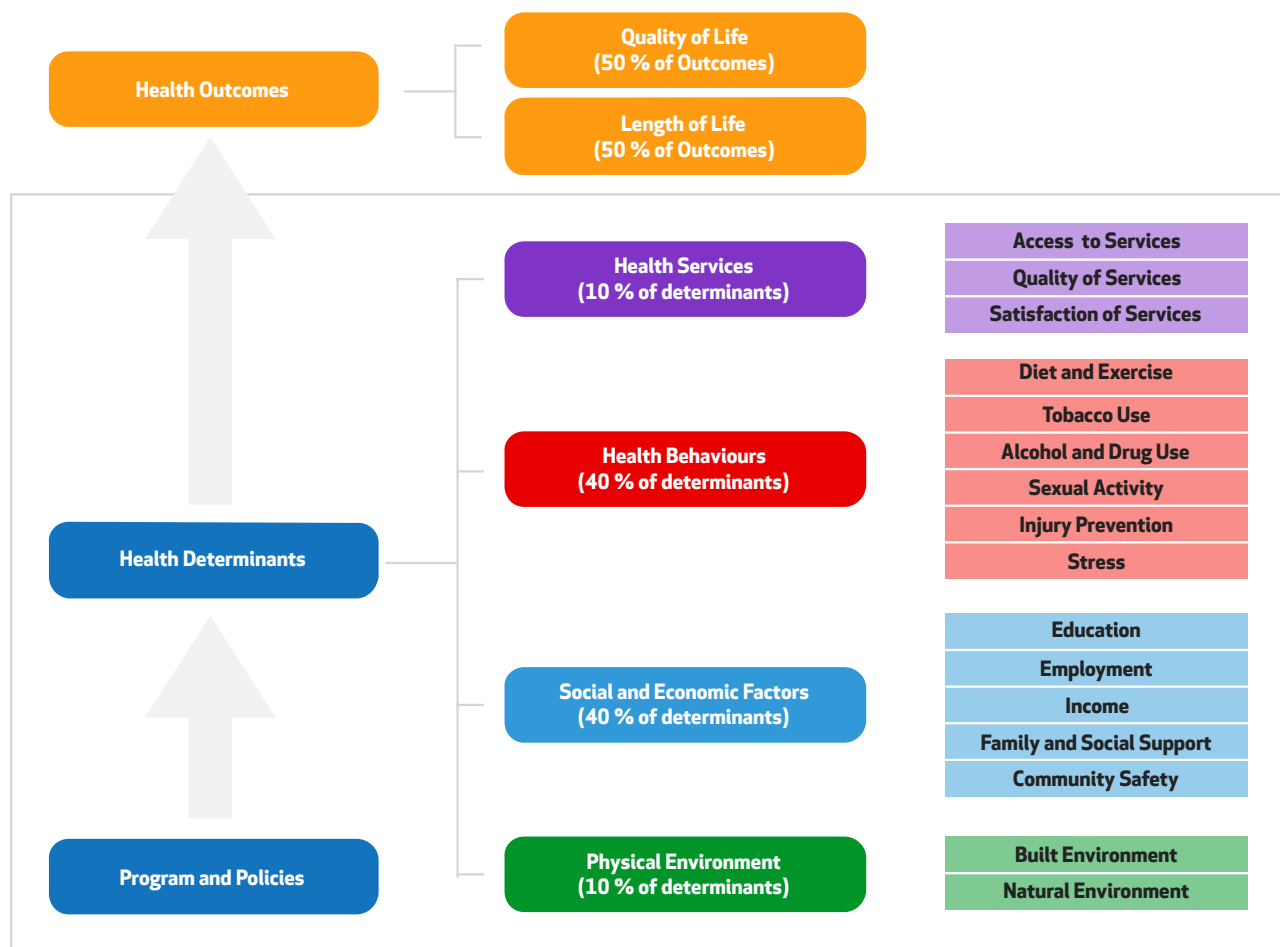 Health Outcomes
Quality of Life
(50 % of Outcomes)
Length of Life
(50 % of Outcomes)
Health Determinants
Program and Policies
Health Services
(10 % of determinants)
Access to Services
Quality of Services
Satisfaction of Services
Health Behaviours
(40 % of determinants)
Diet and Exercise
Tobacco Use
Alcohol and Drug Use
Sexual Activity
Injury Prevention
Stress
Social and Economic Factors
(40 % of determinants)
Education
Employment
Income
Family and Social Support
Community Safety
Physical Environment
(10 % of determinants)
Built Environment
Natural Environment